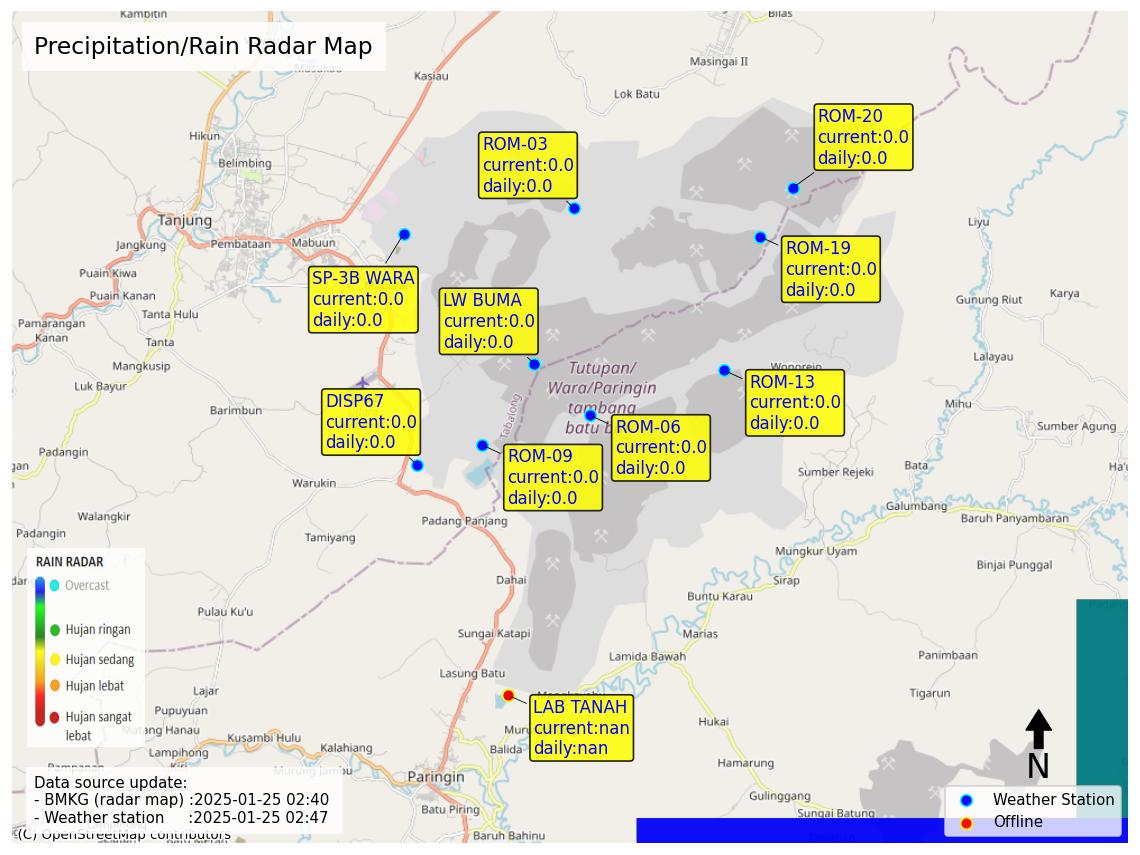 Kambitin
Bilas
Precipitation/Rain Radar Map
Masukau
Kasiau
Masingai II
Lok Batu
ROM-20
current:0.0
daily:0.0
Hikun
ROM-03
current:0.0
daily:0.0
Belimbing
Tanjung
Liyu
Jangkung
Pembataan
Mabuun
ROM-19
current:0.0
daily:0.0
Puain Kiwa
SP-3B WARA
current:0.0
daily:0.0
Puain Kanan
LW BUMA
current:0.0
daily:0.0
Gunung Riut
Karya
Tanta Hulu
Pamarangan
Kanan
Tanta
Mangkusip
Lalayau
Tutupan/
Wara/Paringin
tambang
batu b
Wonorejo
ROM-13
current:0.0
daily:0.0
Luk Bayur
Barimbun
Tabalong
DISP67
current:0.0
daily:0.0
Mihu
ROM-06
current:0.0
daily:0.0
Sumber Agung
Padangin
ROM-09
current:0.0
daily:0.0
Bata
Sumber Rejeki
Warukin
Galumbang
Walangkir
Padang Panjang
Baruh Panyambaran
Padangin
Tamiyang
Mungkur Uyam
RAIN RADAR
Overcast
Hujan ringan
Hujan sedang
Hujan lebat
Hujan sangat
lebat
Binjai Punggal
Dahai
Sirap
Buntu Karau
Pulau Ku'u
Sungai Katapi
Marias
Lamida Bawah
Panimbaan
Lasung Batu
Lajar
Tigarun
Pupuyuan
LAB TANAH
current:nan
daily:nan
Hukai
Matang Hanau
Kusambi Hulu
Lampihong
Kalahiang
Balida
Hamarung
Murung Jambu
Paringin
N
Data source update:
- BMKG (radar map) :2025-01-25 02:40
- Weather station :2025-01-25 02:47
Gulinggang
Weather Station
Offline
Batu Piring
Sungai Batung
(C) OpenStreetMap contributors
Baruh Bahinu